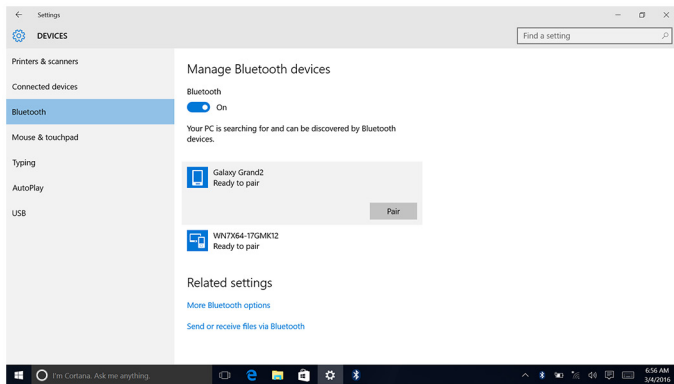 Settings
DEVICES
Find a setting
Printers & scanners
Connected devices
Bluetooth
Mouse & touchpad
Typing
AutoPlay
USB
Manage Bluetooth devices
Bluetooth
On
Your PC is searching for and can be discovered by Bluetooth
devices.
Galaxy Grand2
Ready to pair
Pair
WN7X64-17GMK12
Ready to pair
Related settings
More Bluetooth options
Send or receive files via Bluetooth
I'm Cortana. Ask me anything.
6:56 AM
3/4/2016